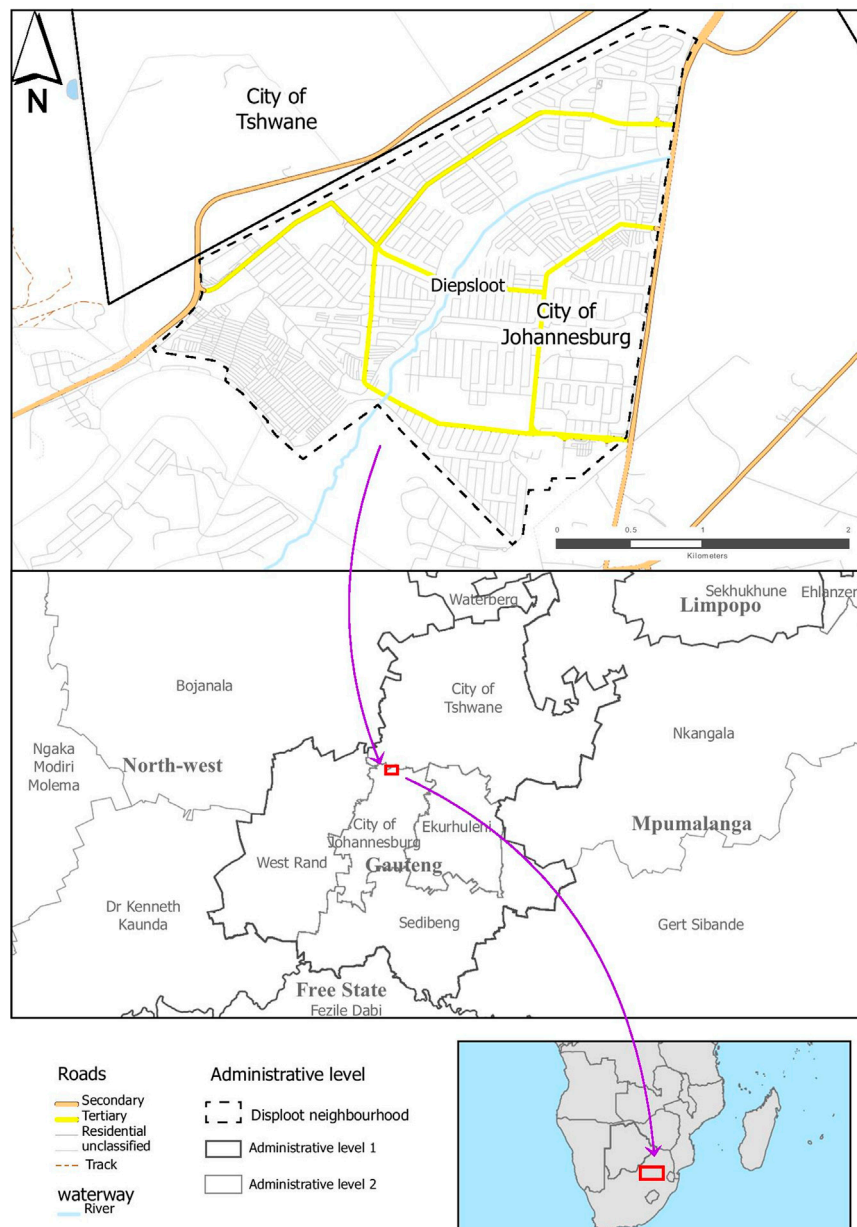 N
City of
Tshwane
Diepsloot
City of
Johannesburg
0
0.5
1
2
Kilometers
Waterberg
Sekhukhune
Ehlanzer
Limpopo
Bojanala
City of
Tshwane
Nkangala
Ngaka
Modiri
Molema
North-west
City of
Johannesburg
Ekurhuleni
Mpumalanga
West Rand
Gauteng
Dr Kenneth
Kaunda
Sedibeng
Gert Sibande
Free State
Fezile Dabi
Roads
Secondary
Tertiary
Residential
unclassified
Track
waterway
River
Administrative level
Disploot neighbourhood
Administrative level 1
Administrative level 2